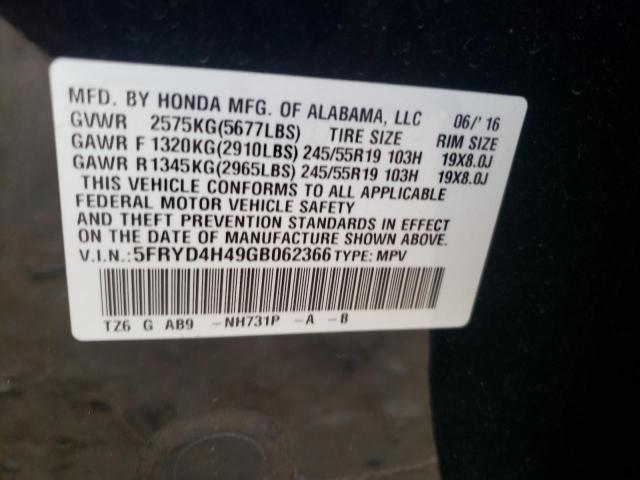 MFD. BY HONDA MFG. OF ALABAMA, LLC 06/'16
GVWR 2575KG(5677LBS) TIRE SIZE RIM SIZE
GAWR F 1320KG(2910LBS) 245/55R19 103H 19X8.0J
GAWR R1345KG(2965LBS) 245/55R19 103H 19X8.0J
THIS VEHICLE CONFORMS TO ALL APPLICABLE
FEDERAL MOTOR VEHICLE SAFETY
AND THEFT PREVENTION STANDARDS IN EFFECT
ON THE DATE OF MANUFACTURE SHOWN ABOVE.
V.I.N.:5FRYD4H49GB062366 TYPE: MPV
TZ6 G AB9 -NH731P -A -B